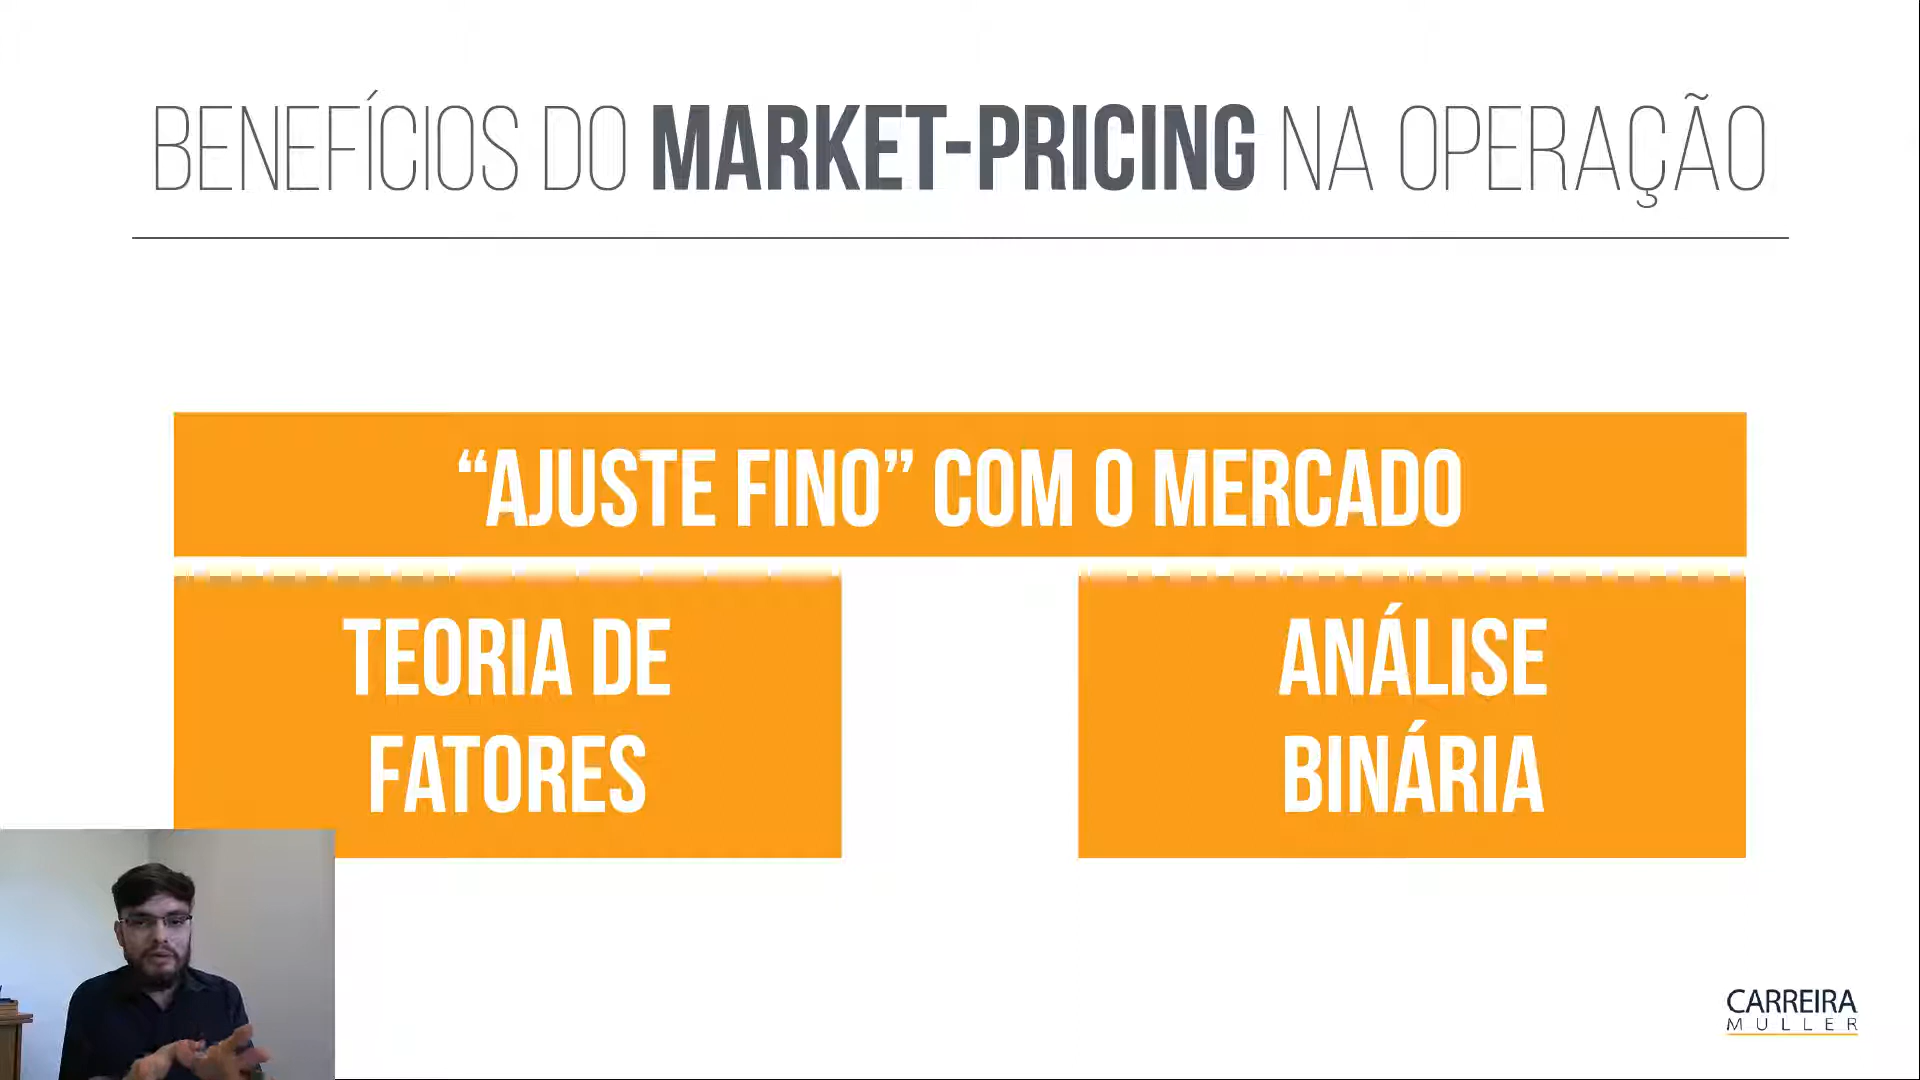 BENEFÍCIOS DO MARKET-PRICING NA OPERAÇÃO
“AJUSTE FINO” COM O MERCADO
TEORIA DE
FATORES
ANÁLISE
BINÁRIA
CARREIRA
MULLER